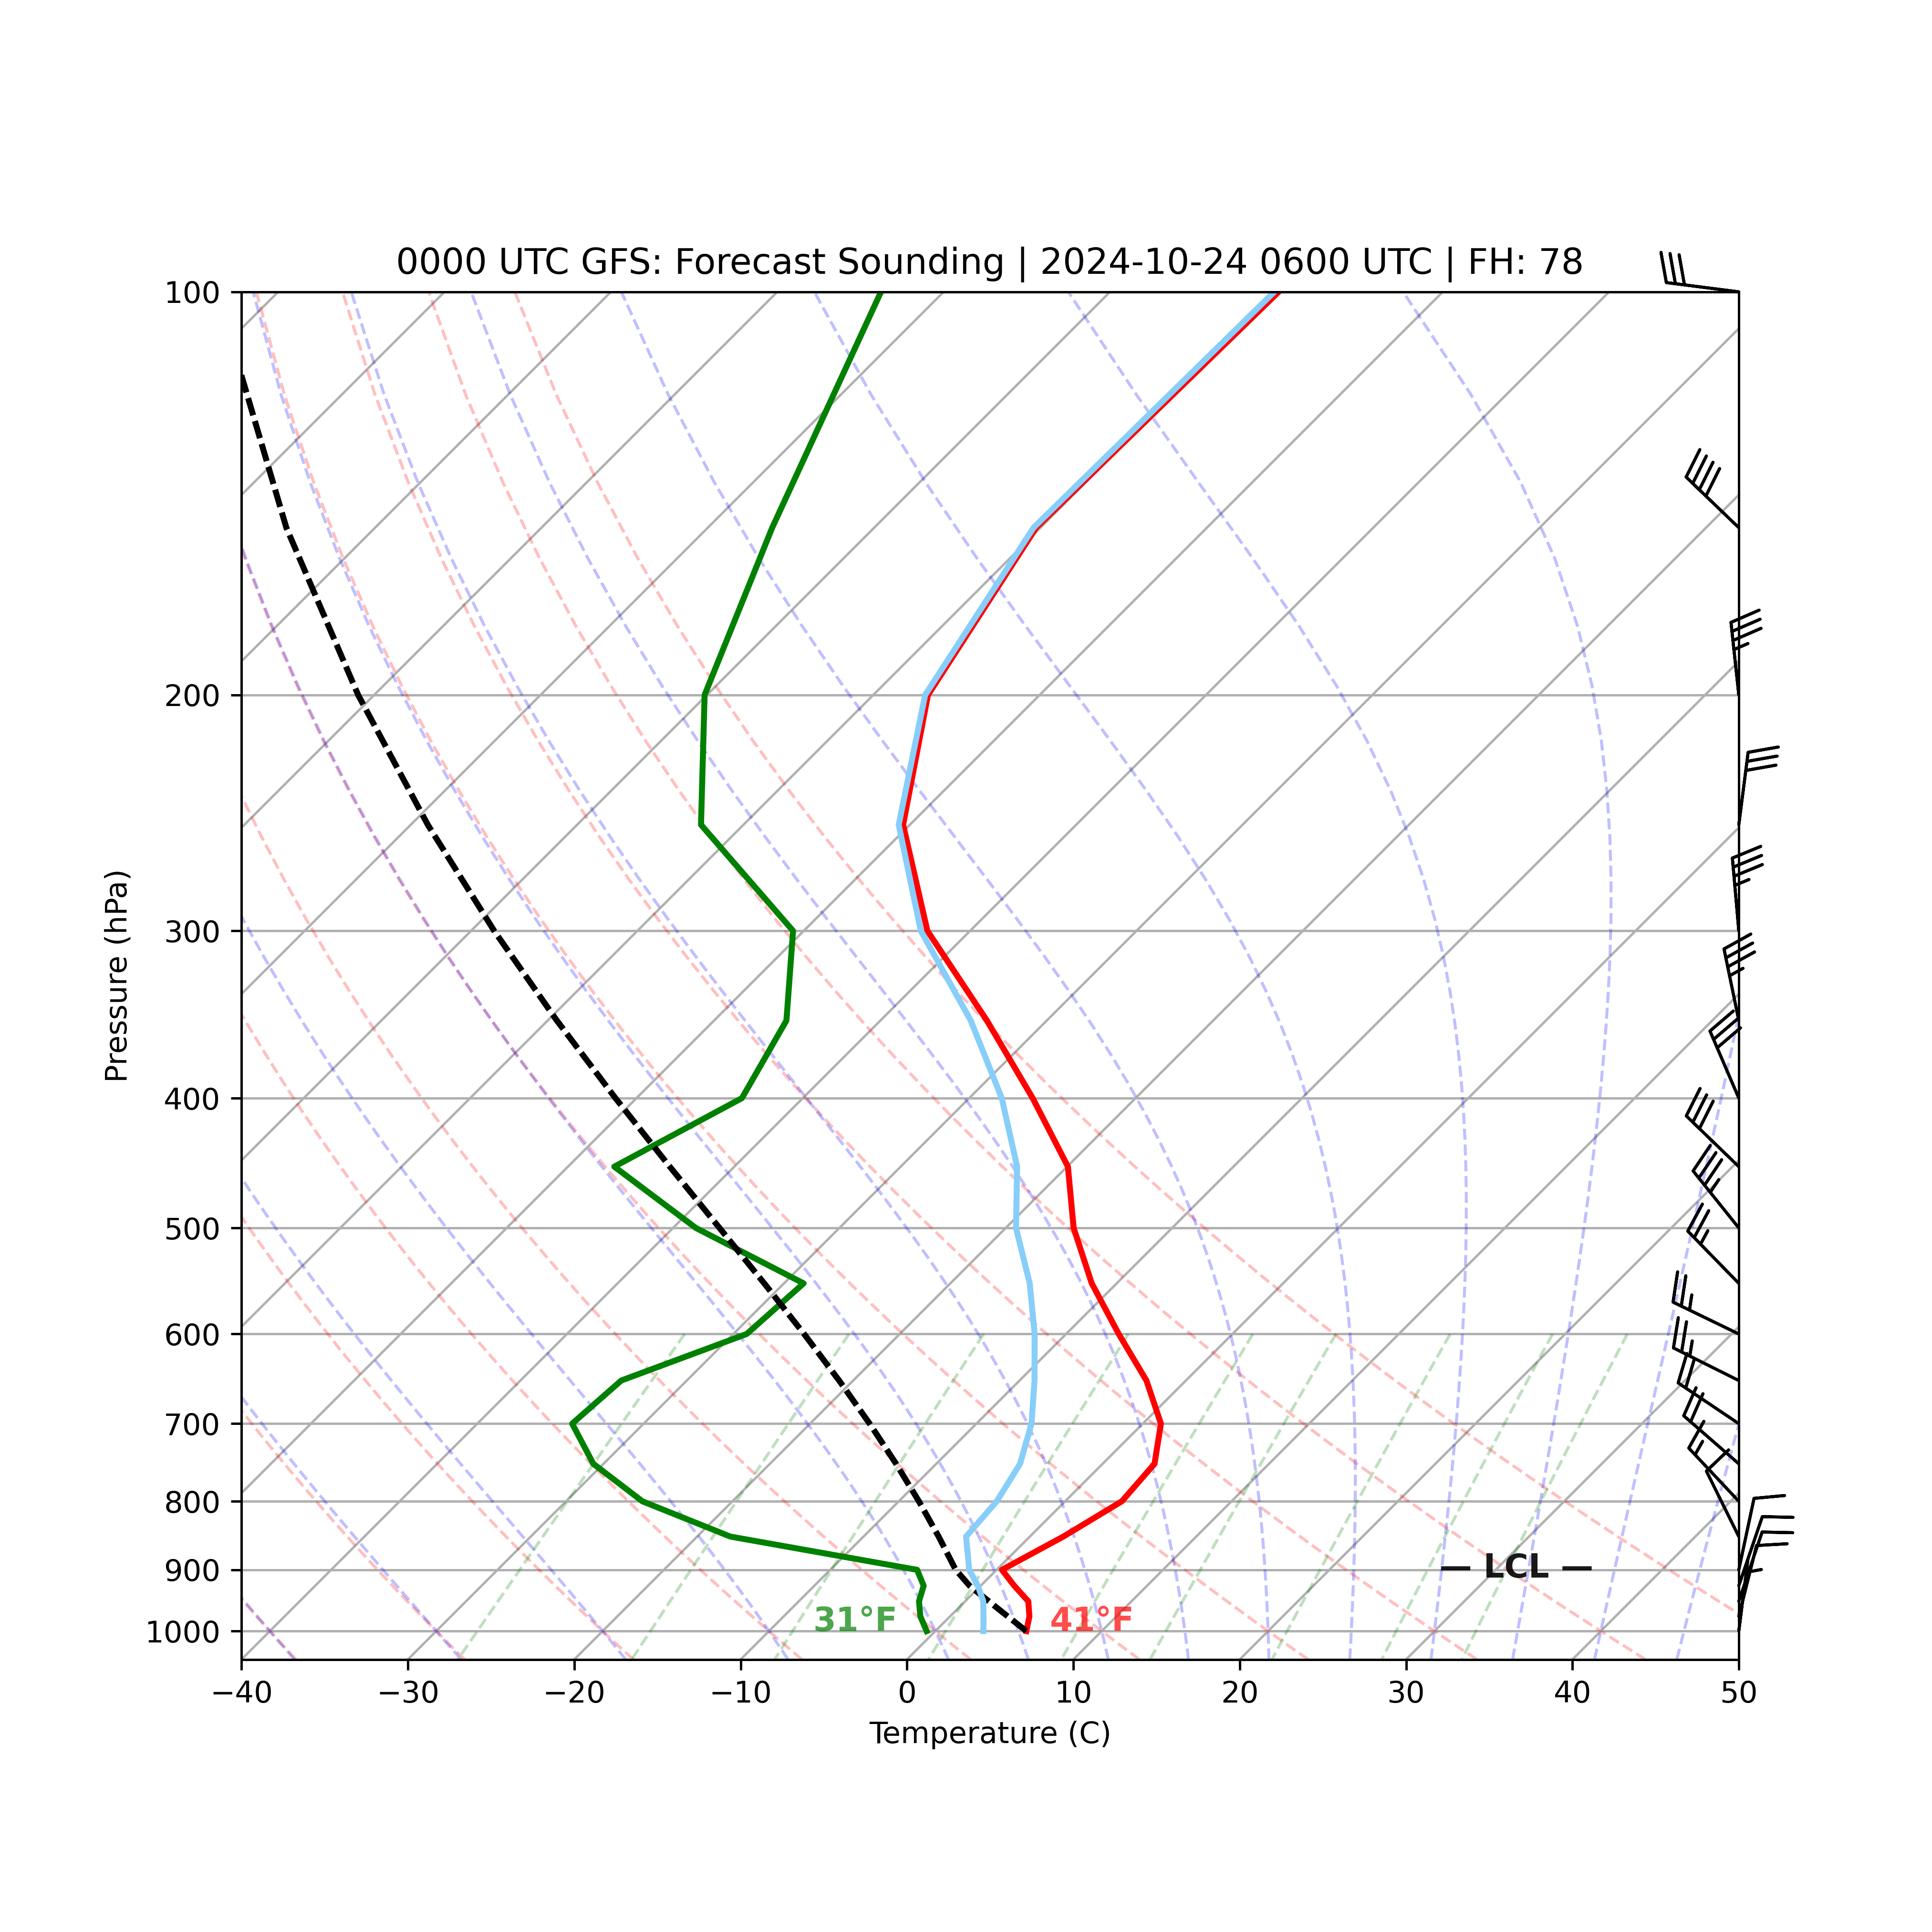 0000 UTC GFS: Forecast Sounding | 2024-10-24 0600 UTC | FH: 78
100
200
300
400
500
600
700
800
900
1000
Pressure (hPa)
— LCL —
31°F
41°F
−40 −30 −20 −10 0 10 20 30 40 50
Temperature (C)